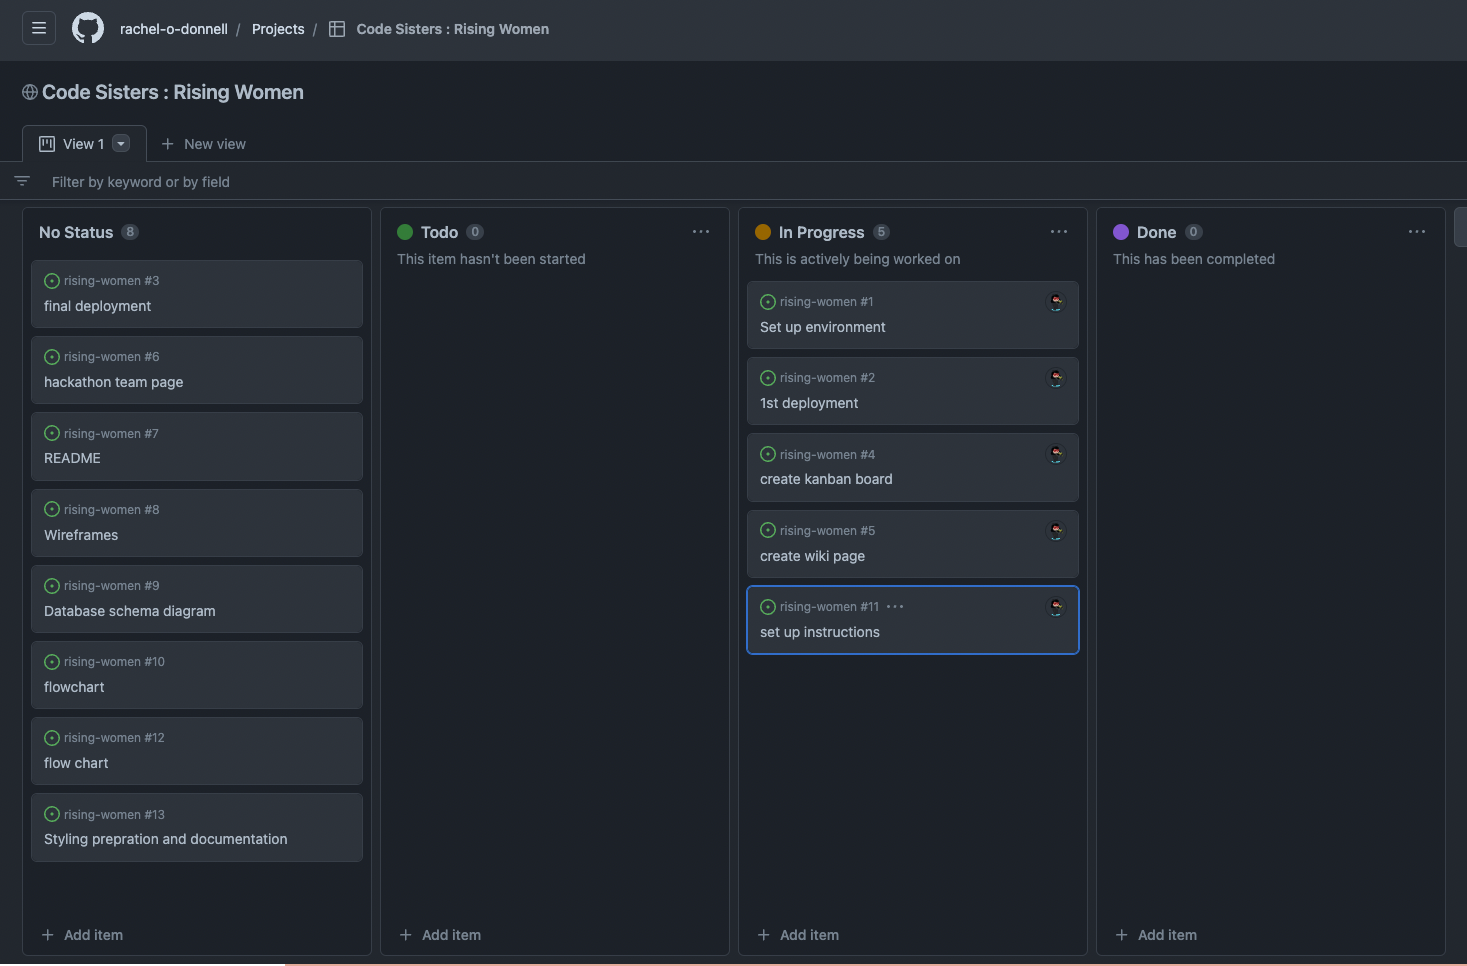 rachel-o-donnell / Projects / Code Sisters : Rising Women
Code Sisters : Rising Women
View 1
New view
Filter by keyword or by field
No Status 8
rising-women #3
final deployment
rising-women #6
hackathon team page
rising-women #7
README
rising-women #8
Wireframes
rising-women #9
Database schema diagram
rising-women #10
flowchart
rising-women #12
flow chart
rising-women #13
Styling prepration and documentation
Add item
Todo 0
This item hasn't been started
Add item
In Progress 5
This is actively being worked on
rising-women #1
Set up environment
rising-women #2
1st deployment
rising-women #4
create kanban board
rising-women #5
create wiki page
rising-women #11
set up instructions
Add item
Done 0
This has been completed
Add item